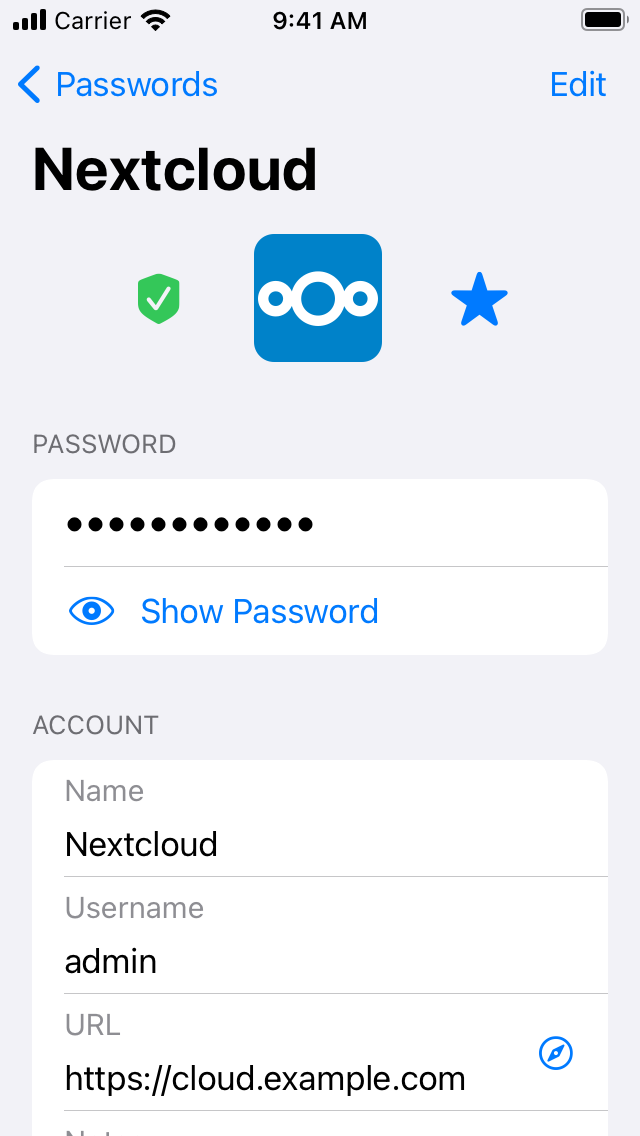 Carrier 9:41 AM
Passwords Edit
Nextcloud
PASSWORD
••••••••••••
Show Password
ACCOUNT
Name
Nextcloud
Username
admin
URL
https://cloud.example.com